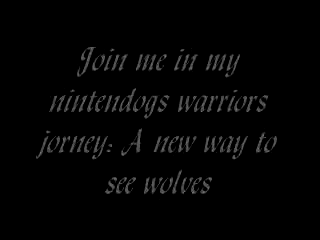 Join me in my
nintendogs warriors
jorney: A new way to
see wolves